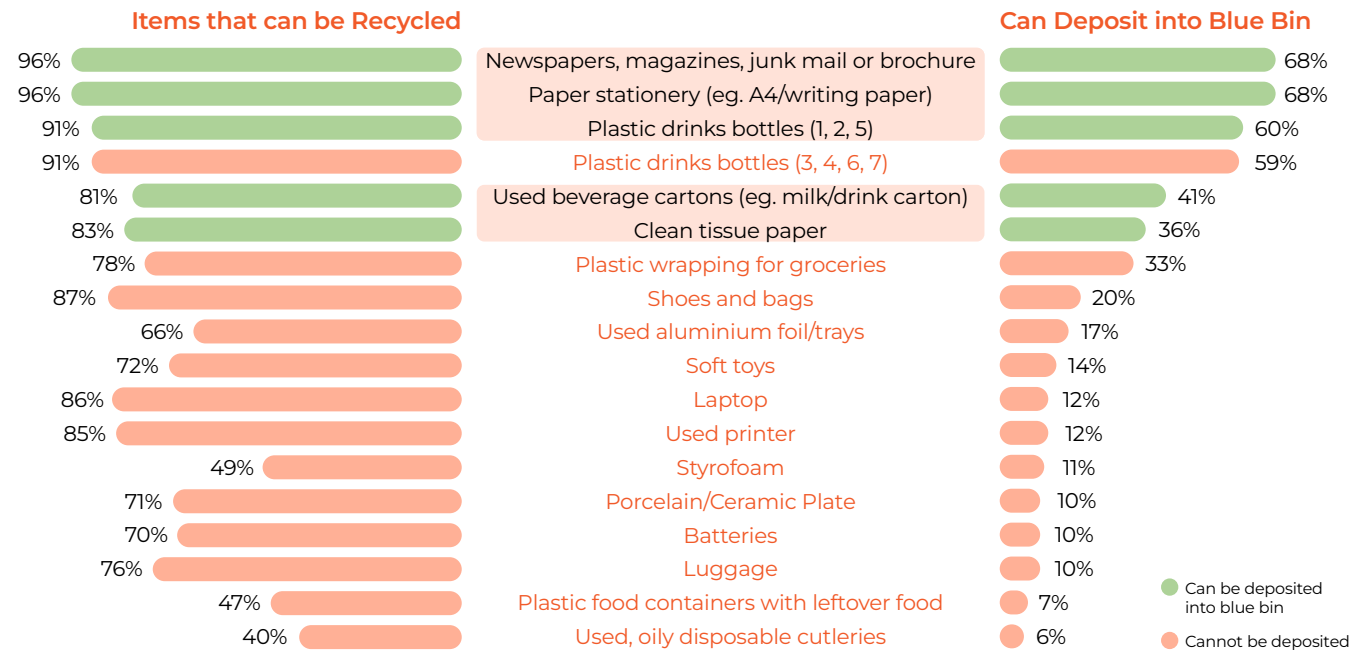 Items that can be Recycled Can Deposit into Blue Bin
96% Newspapers, magazines, junk mail or brochure 68%
96% Paper stationery (eg. A4/writing paper) 68%
91% Plastic drinks bottles (1, 2, 5) 60%
91% Plastic drinks bottles (3, 4, 6, 7) 59%
81% Used beverage cartons (eg. milk/drink carton) 41%
83% Clean tissue paper 36%
78% Plastic wrapping for groceries 33%
87% Shoes and bags 20%
66% Used aluminium foil/trays 17%
72% Soft toys 14%
86% Laptop 12%
85% Used printer 12%
49% Styrofoam 11%
71% Porcelain/Ceramic Plate 10%
70% Batteries 10%
76% Luggage 10%
47% Plastic food containers with leftover food 7%
40% Used, oily disposable cutleries 6%
Can be deposited
into blue bin
Cannot be deposited